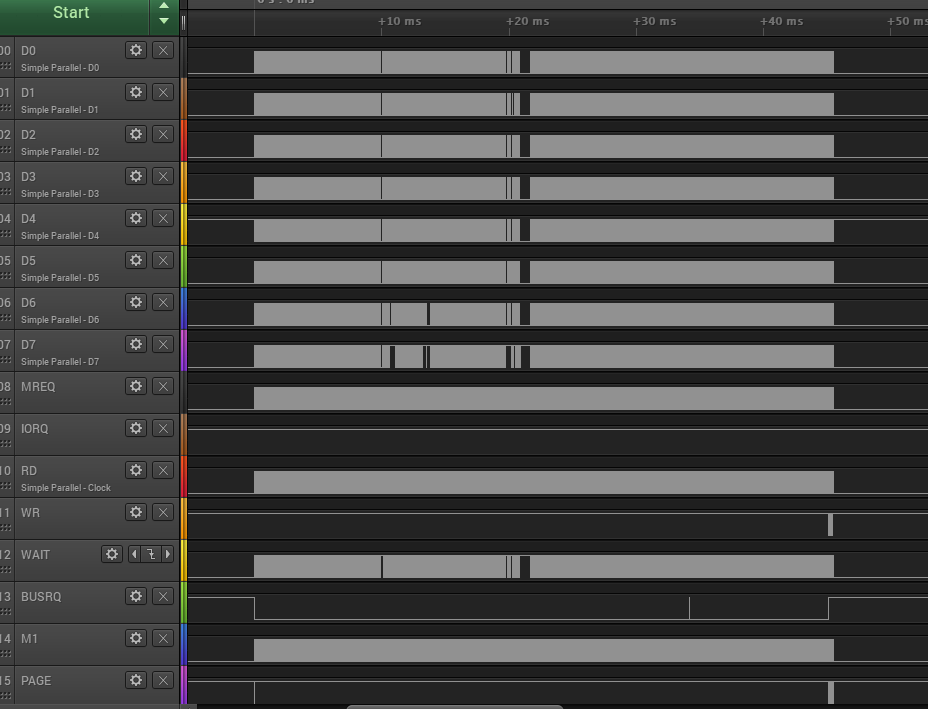 Start
+10 ms
+20 ms
+30 ms
+40 ms
+50 ms
00 D0
Simple Parallel - D0
01 D1
Simple Parallel - D1
02 D2
Simple Parallel - D2
03 D3
Simple Parallel - D3
04 D4
Simple Parallel - D4
05 D5
Simple Parallel - D5
06 D6
Simple Parallel - D6
07 D7
Simple Parallel - D7
08 MREQ
09 IORQ
10 RD
Simple Parallel - Clock
11 WR
12 WAIT
13 BUSRQ
14 M1
15 PAGE